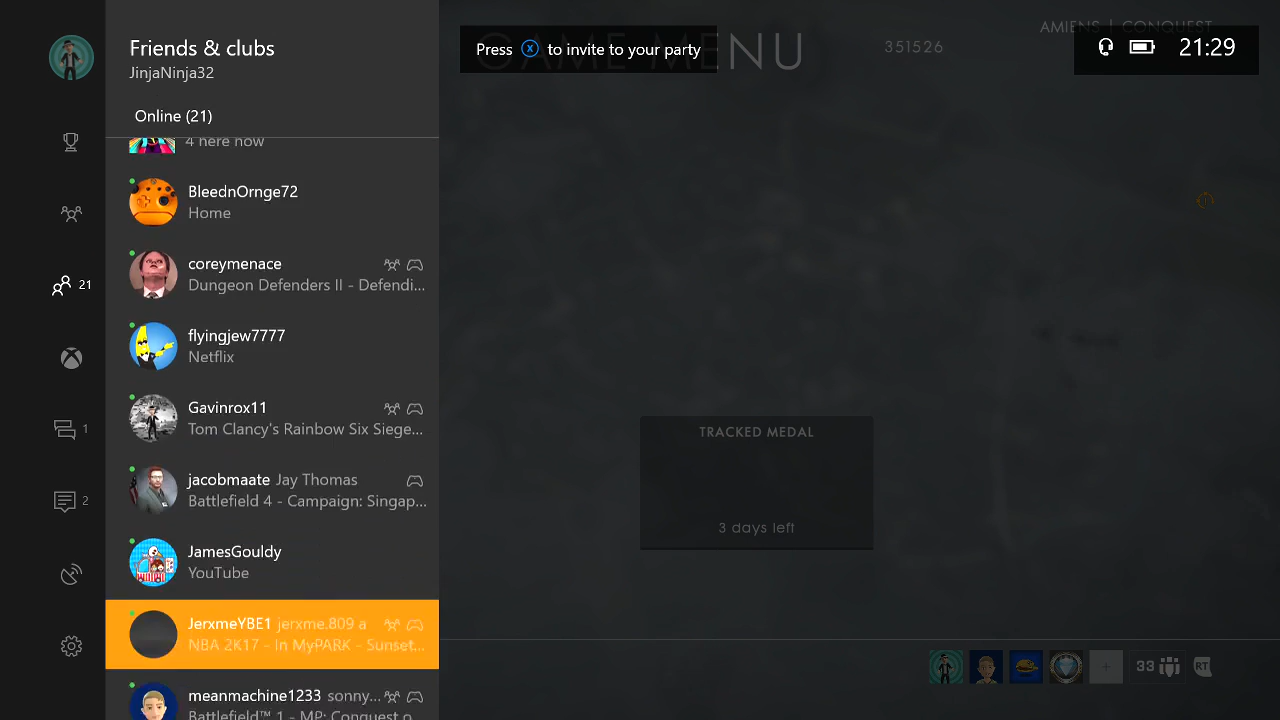 Friends & clubs
JinjaNinja32
Online (21)
4 here now
BleednOrnge72
Home
coreymenace
Dungeon Defenders II - Defendi...
21
flyingjew7777
Netflix
Gavinrox11
Tom Clancy's Rainbow Six Siege...
1
jacobmaate Jay Thomas
Battlefield 4 - Campaign: Singap...
2
JamesGouldy
YouTube
JerxmeYBE1 jerxme.809 a
NBA 2K17 - In MyPARK - Sunset...
meanmachine1233 sonny...
Battlefield™ 1 - MP: Conquest o
Press X to invite to your party
GAME MENU
351526
AMIENS | CONQUEST
21:29
TRACKED MEDAL
3 days left
33
RT